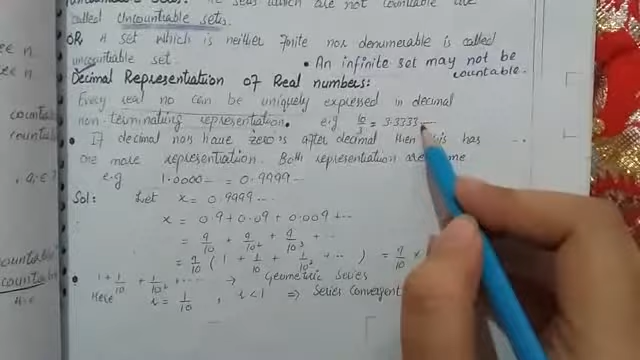 called Uncountable sets.
OR A set which is neither finite nor denumerable is called
uncountable set.
• An infinite set may not be
countable.
Decimal Representation Of Real numbers:
Every real no can be uniquely expressed in decimal
non-terminating representation.
e.g 10/3 = 3.3333...
• If decimal nos have zero's after decimal then has
one more representation. Both representation are
e.g 1.0000... = 0.9999...
Sol: Let x = 0.9999....
x = 0.9 + 0.09 + 0.009 + ...
= 9/10 + 9/10² + 9/10³ + ...
= 9/10 ( 1 + 1/10 + 1/10² + ... ) = 9/10 ×
• 1 + 1/10 + 1/10² + .... → Geometric Series
Here r = 1/10 , r < 1 ⇒ Series Convergent